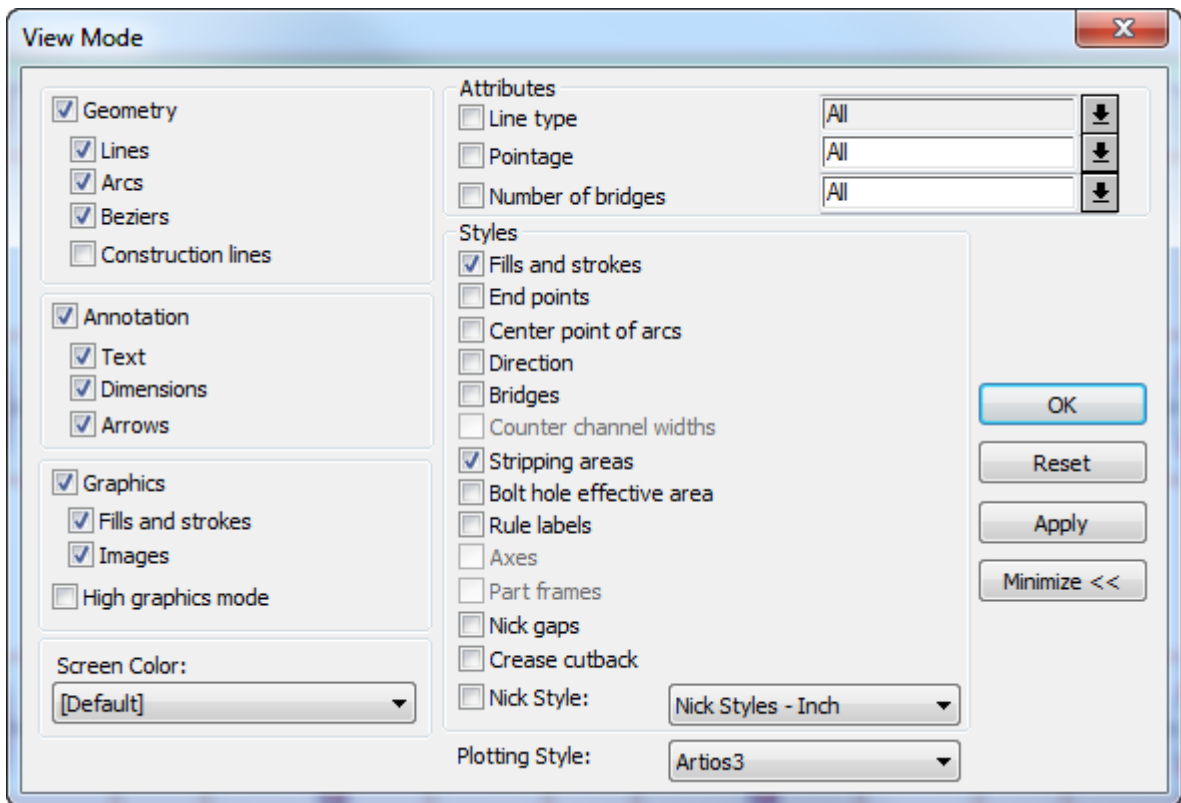 View Mode
Geometry
Lines
Arcs
Beziers
Construction lines
Annotation
Text
Dimensions
Arrows
Graphics
Fills and strokes
Images
High graphics mode
Screen Color:
[Default]
Attributes
Line type All
Pointage All
Number of bridges All
Styles
Fills and strokes
End points
Center point of arcs
Direction
Bridges
Counter channel widths
Stripping areas
Bolt hole effective area
Rule labels
Axes
Part frames
Nick gaps
Crease cutback
Nick Style: Nick Styles - Inch
Plotting Style: Artios3
OK
Reset
Apply
Minimize <<